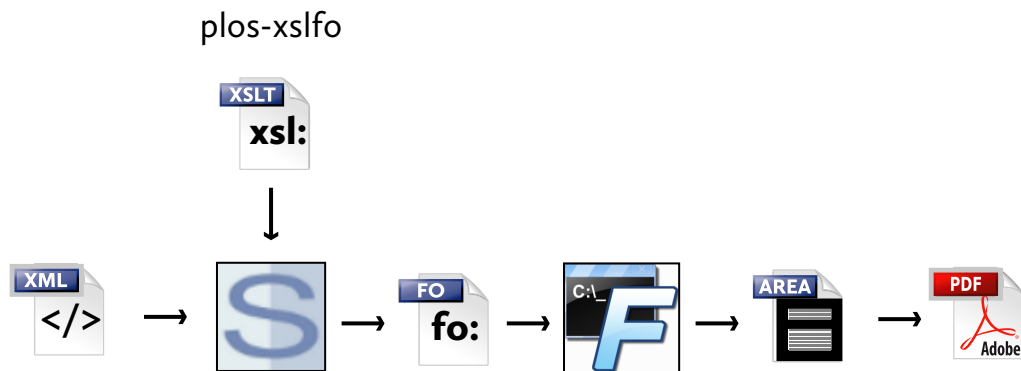 plos-xslfo
XSLT
xsl:
XML
</>
S
FO
fo:
C:\_
F
AREA
PDF
Adobe